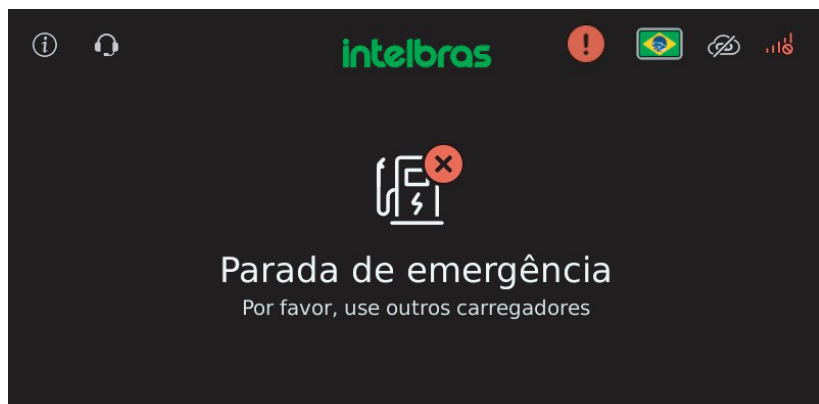 intelbras
Parada de emergência
Por favor, use outros carregadores